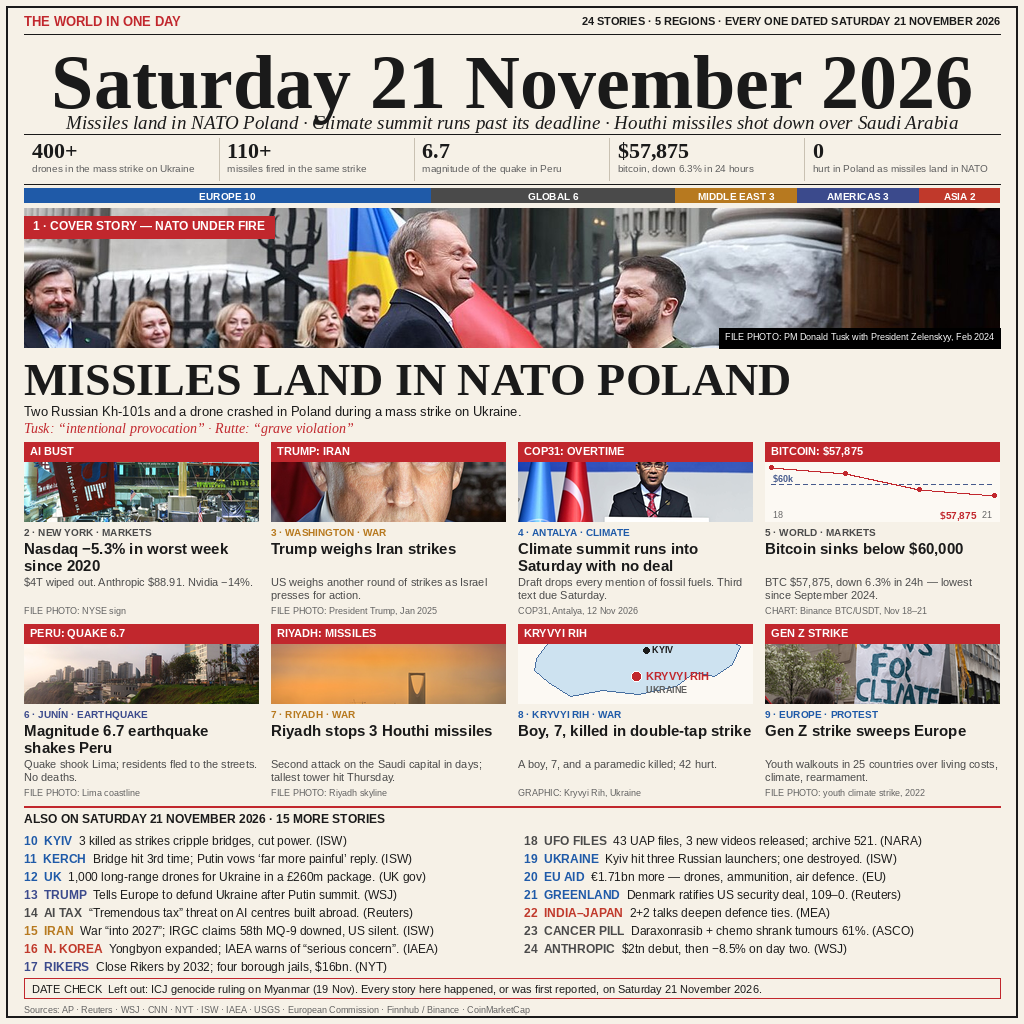 THE WORLD IN ONE DAY
24 STORIES · 5 REGIONS · EVERY ONE DATED SATURDAY 21 NOVEMBER 2026
Saturday 21 November 2026
Missiles land in NATO Poland · Climate summit runs past its deadline · Houthi missiles shot down over Saudi Arabia
400+
drones in the mass strike on Ukraine
110+
missiles fired in the same strike
6.7
magnitude of the quake in Peru
$57,875
bitcoin, down 6.3% in 24 hours
0
hurt in Poland as missiles land in NATO
EUROPE 10
GLOBAL 6
MIDDLE EAST 3
AMERICAS 3
ASIA 2
1 · COVER STORY — NATO UNDER FIRE
FILE PHOTO: PM Donald Tusk with President Zelenskyy, Feb 2024
MISSILES LAND IN NATO POLAND
Two Russian Kh-101s and a drone crashed in Poland during a mass strike on Ukraine.
Tusk: “intentional provocation” · Rutte: “grave violation”
AI BUST
2 · NEW YORK · MARKETS
Nasdaq −5.3% in worst week
since 2020
$4T wiped out. Anthropic $88.91. Nvidia −14%.
FILE PHOTO: NYSE sign
TRUMP: IRAN
3 · WASHINGTON · WAR
Trump weighs Iran strikes
US weighs another round of strikes as Israel
presses for action.
FILE PHOTO: President Trump, Jan 2025
COP31: OVERTIME
4 · ANTALYA · CLIMATE
Climate summit runs into
Saturday with no deal
Draft drops every mention of fossil fuels. Third
text due Saturday.
COP31, Antalya, 12 Nov 2026
BITCOIN: $57,875
$60k
18
$57,875
21
5 · WORLD · MARKETS
Bitcoin sinks below $60,000
BTC $57,875, down 6.3% in 24h — lowest
since September 2024.
CHART: Binance BTC/USDT, Nov 18–21
PERU: QUAKE 6.7
6 · JUNÍN · EARTHQUAKE
Magnitude 6.7 earthquake
shakes Peru
Quake shook Lima; residents fled to the streets.
No deaths.
FILE PHOTO: Lima coastline
RIYADH: MISSILES
7 · RIYADH · WAR
Riyadh stops 3 Houthi missiles
Second attack on the Saudi capital in days;
tallest tower hit Thursday.
FILE PHOTO: Riyadh skyline
KRYVYI RIH
KYIV
KRYVYI RIH
UKRAINE
8 · KRYVYI RIH · WAR
Boy, 7, killed in double-tap strike
A boy, 7, and a paramedic killed; 42 hurt.
GRAPHIC: Kryvyi Rih, Ukraine
GEN Z STRIKE
FOR
CLIMATE
9 · EUROPE · PROTEST
Gen Z strike sweeps Europe
Youth walkouts in 25 countries over living costs,
climate, rearmament.
FILE PHOTO: youth climate strike, 2022
ALSO ON SATURDAY 21 NOVEMBER 2026 · 15 MORE STORIES
10 KYIV 3 killed as strikes cripple bridges, cut power. (ISW)
11 KERCH Bridge hit 3rd time; Putin vows ‘far more painful’ reply. (ISW)
12 UK 1,000 long-range drones for Ukraine in a £260m package. (UK gov)
13 TRUMP Tells Europe to defund Ukraine after Putin summit. (WSJ)
14 AI TAX “Tremendous tax” threat on AI centres built abroad. (Reuters)
15 IRAN War “into 2027”; IRGC claims 58th MQ-9 downed, US silent. (ISW)
16 N. KOREA Yongbyon expanded; IAEA warns of “serious concern”. (IAEA)
17 RIKERS Close Rikers by 2032; four borough jails, $16bn. (NYT)
18 UFO FILES 43 UAP files, 3 new videos released; archive 521. (NARA)
19 UKRAINE Kyiv hit three Russian launchers; one destroyed. (ISW)
20 EU AID €1.71bn more — drones, ammunition, air defence. (EU)
21 GREENLAND Denmark ratifies US security deal, 109–0. (Reuters)
22 INDIA–JAPAN 2+2 talks deepen defence ties. (MEA)
23 CANCER PILL Daraxonrasib + chemo shrank tumours 61%. (ASCO)
24 ANTHROPIC $2tn debut, then −8.5% on day two. (WSJ)
DATE CHECK Left out: ICJ genocide ruling on Myanmar (19 Nov). Every story here happened, or was first reported, on Saturday 21 November 2026.
Sources: AP · Reuters · WSJ · CNN · NYT · ISW · IAEA · USGS · European Commission · Finnhub / Binance · CoinMarketCap